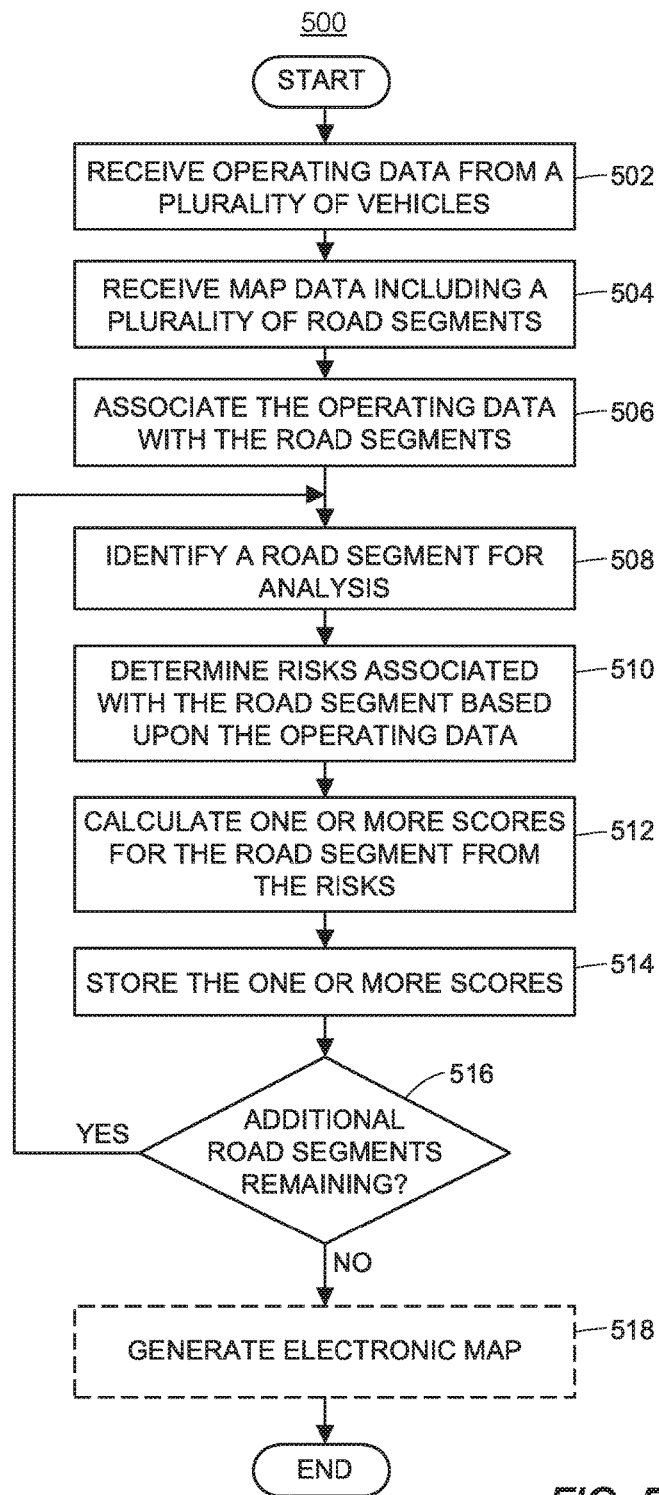 500
START
RECEIVE OPERATING DATA FROM A
PLURALITY OF VEHICLES
502
RECEIVE MAP DATA INCLUDING A
PLURALITY OF ROAD SEGMENTS
504
ASSOCIATE THE OPERATING DATA
WITH THE ROAD SEGMENTS
506
IDENTIFY A ROAD SEGMENT FOR
ANALYSIS
508
DETERMINE RISKS ASSOCIATED
WITH THE ROAD SEGMENT BASED
UPON THE OPERATING DATA
510
CALCULATE ONE OR MORE SCORES
FOR THE ROAD SEGMENT FROM
THE RISKS
512
STORE THE ONE OR MORE SCORES
514
516
ADDITIONAL
ROAD SEGMENTS
REMAINING?
YES
NO
GENERATE ELECTRONIC MAP
518
END